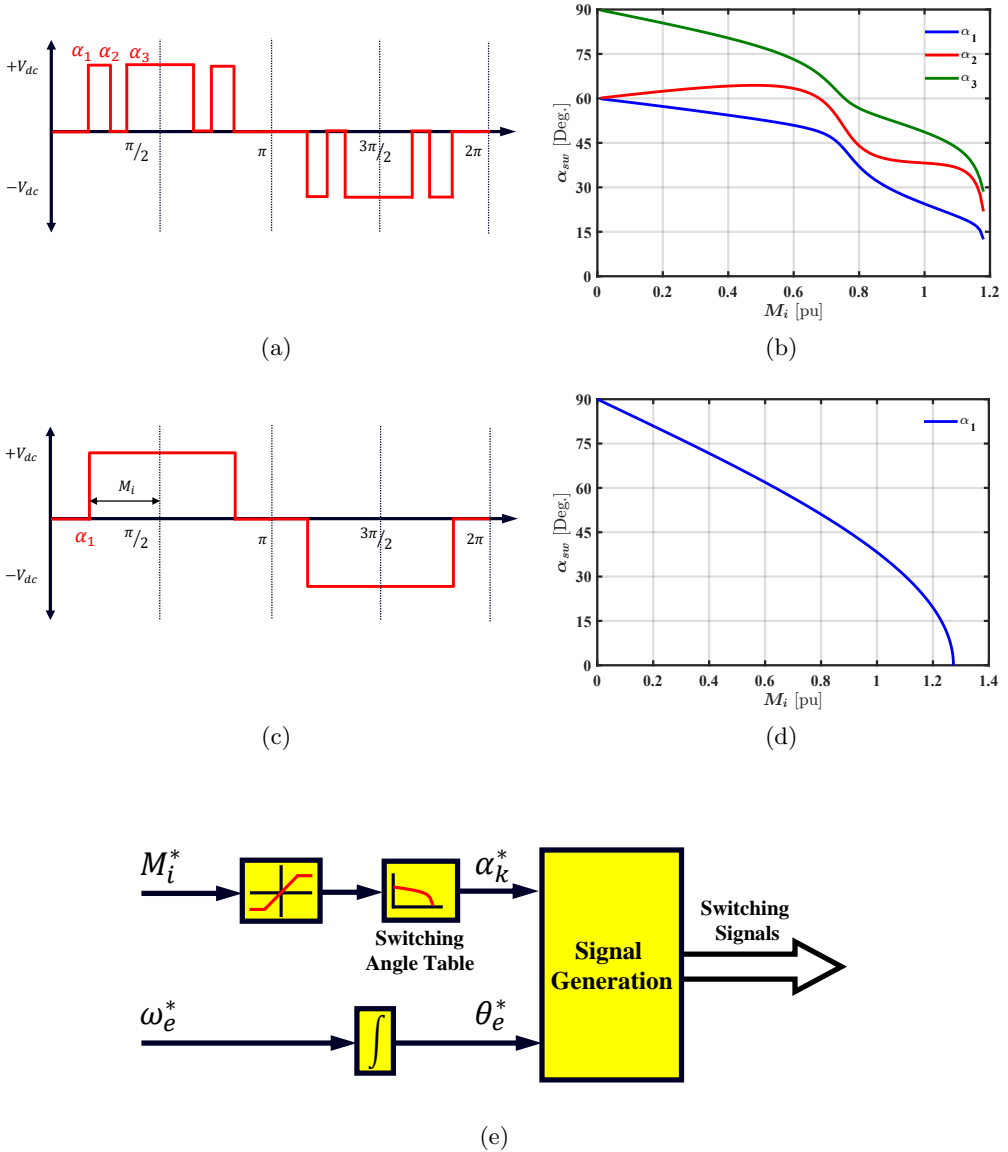 (a)
+V_dc
−V_dc
α_1 α_2 α_3
π/2
π
3π/2
2π
(b)
α_sw [Deg.]
90
75
60
45
30
15
0
0 0.2 0.4 0.6 0.8 1 1.2
M_i [pu]
α_1
α_2
α_3
(c)
+V_dc
−V_dc
M_i
α_1
π/2
π
3π/2
2π
(d)
α_sw [Deg.]
90
75
60
45
30
15
0
0 0.2 0.4 0.6 0.8 1 1.2 1.4
M_i [pu]
α_1
M_i^*
α_k^*
Switching
Angle Table
ω_e^*
∫
θ_e^*
Signal
Generation
Switching
Signals
(e)